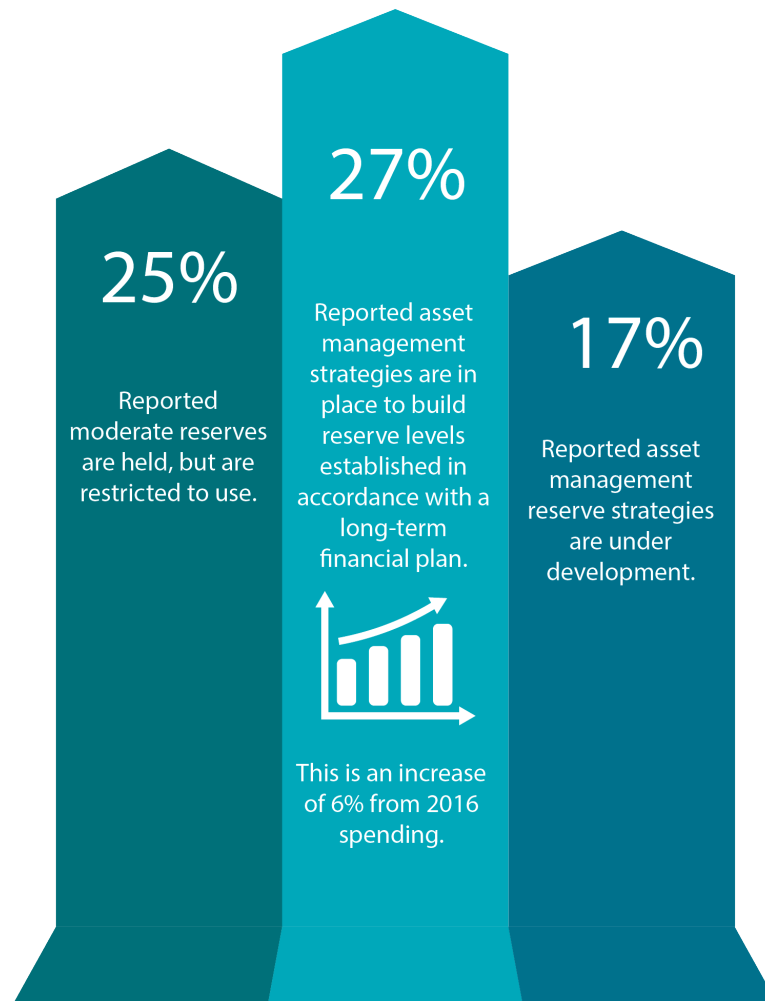 25%
Reported
moderate reserves
are held, but are
restricted to use.
27%
Reported asset
management
strategies are in
place to build
reserve levels
established in
accordance with a
long-term
financial plan.
This is an increase
of 6% from 2016
spending.
17%
Reported asset
management
reserve strategies
are under
development.